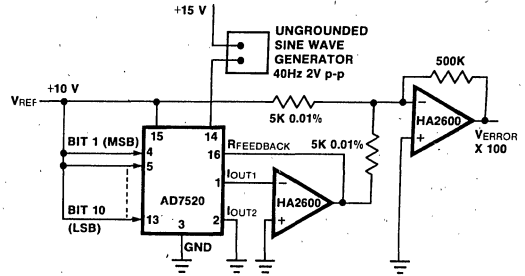 +15 V
UNGROUNDED
SINE WAVE
GENERATOR
40Hz 2V p-p
500K
+10 V
VREF
5K 0.01%
HA2600
VERROR
X 100
BIT 1 (MSB)
15
14
RFEEDBACK
5K 0.01%
4
5
16
AD7520
1
IOUT1
HA2600
BIT 10
(LSB)
13
3
2
IOUT2
GND